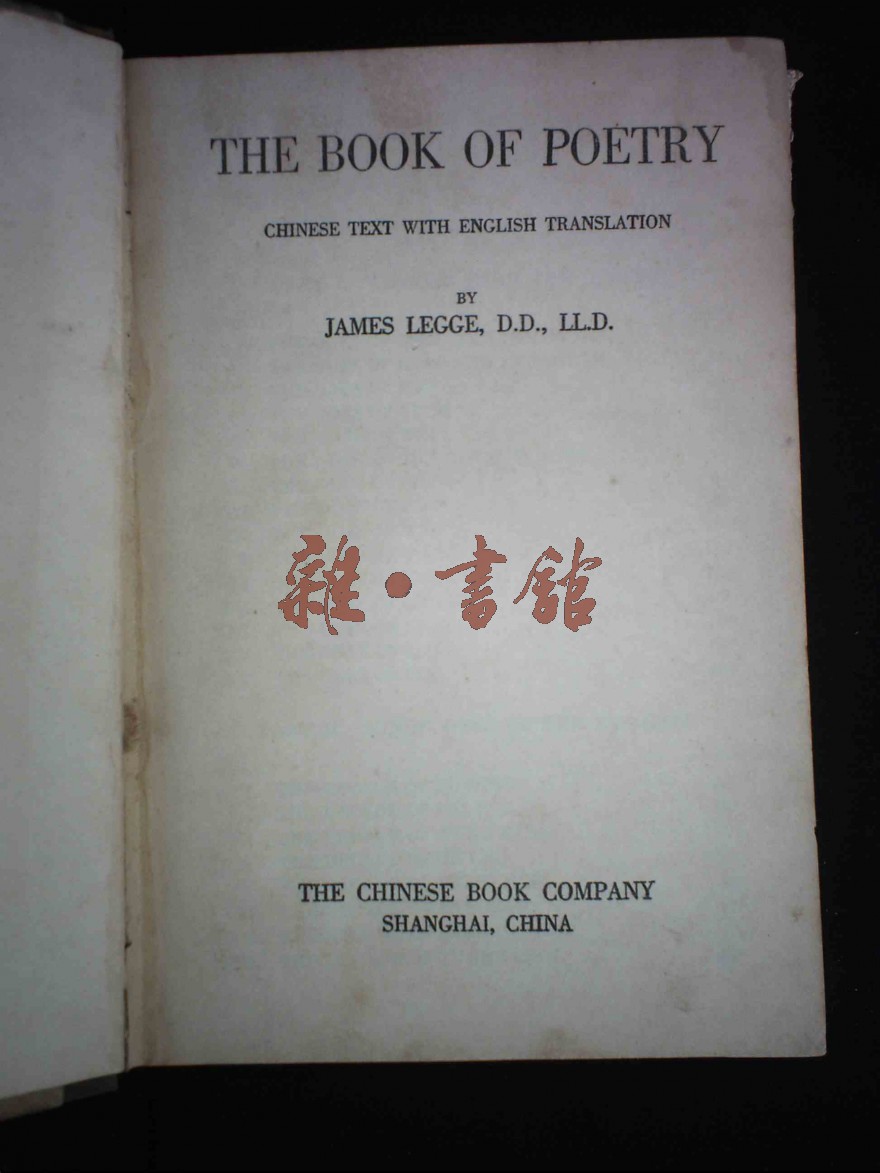 THE BOOK OF POETRY
CHINESE TEXT WITH ENGLISH TRANSLATION
BY
JAMES LEGGE, D.D., LL.D.
雜•書館
THE CHINESE BOOK COMPANY
SHANGHAI, CHINA